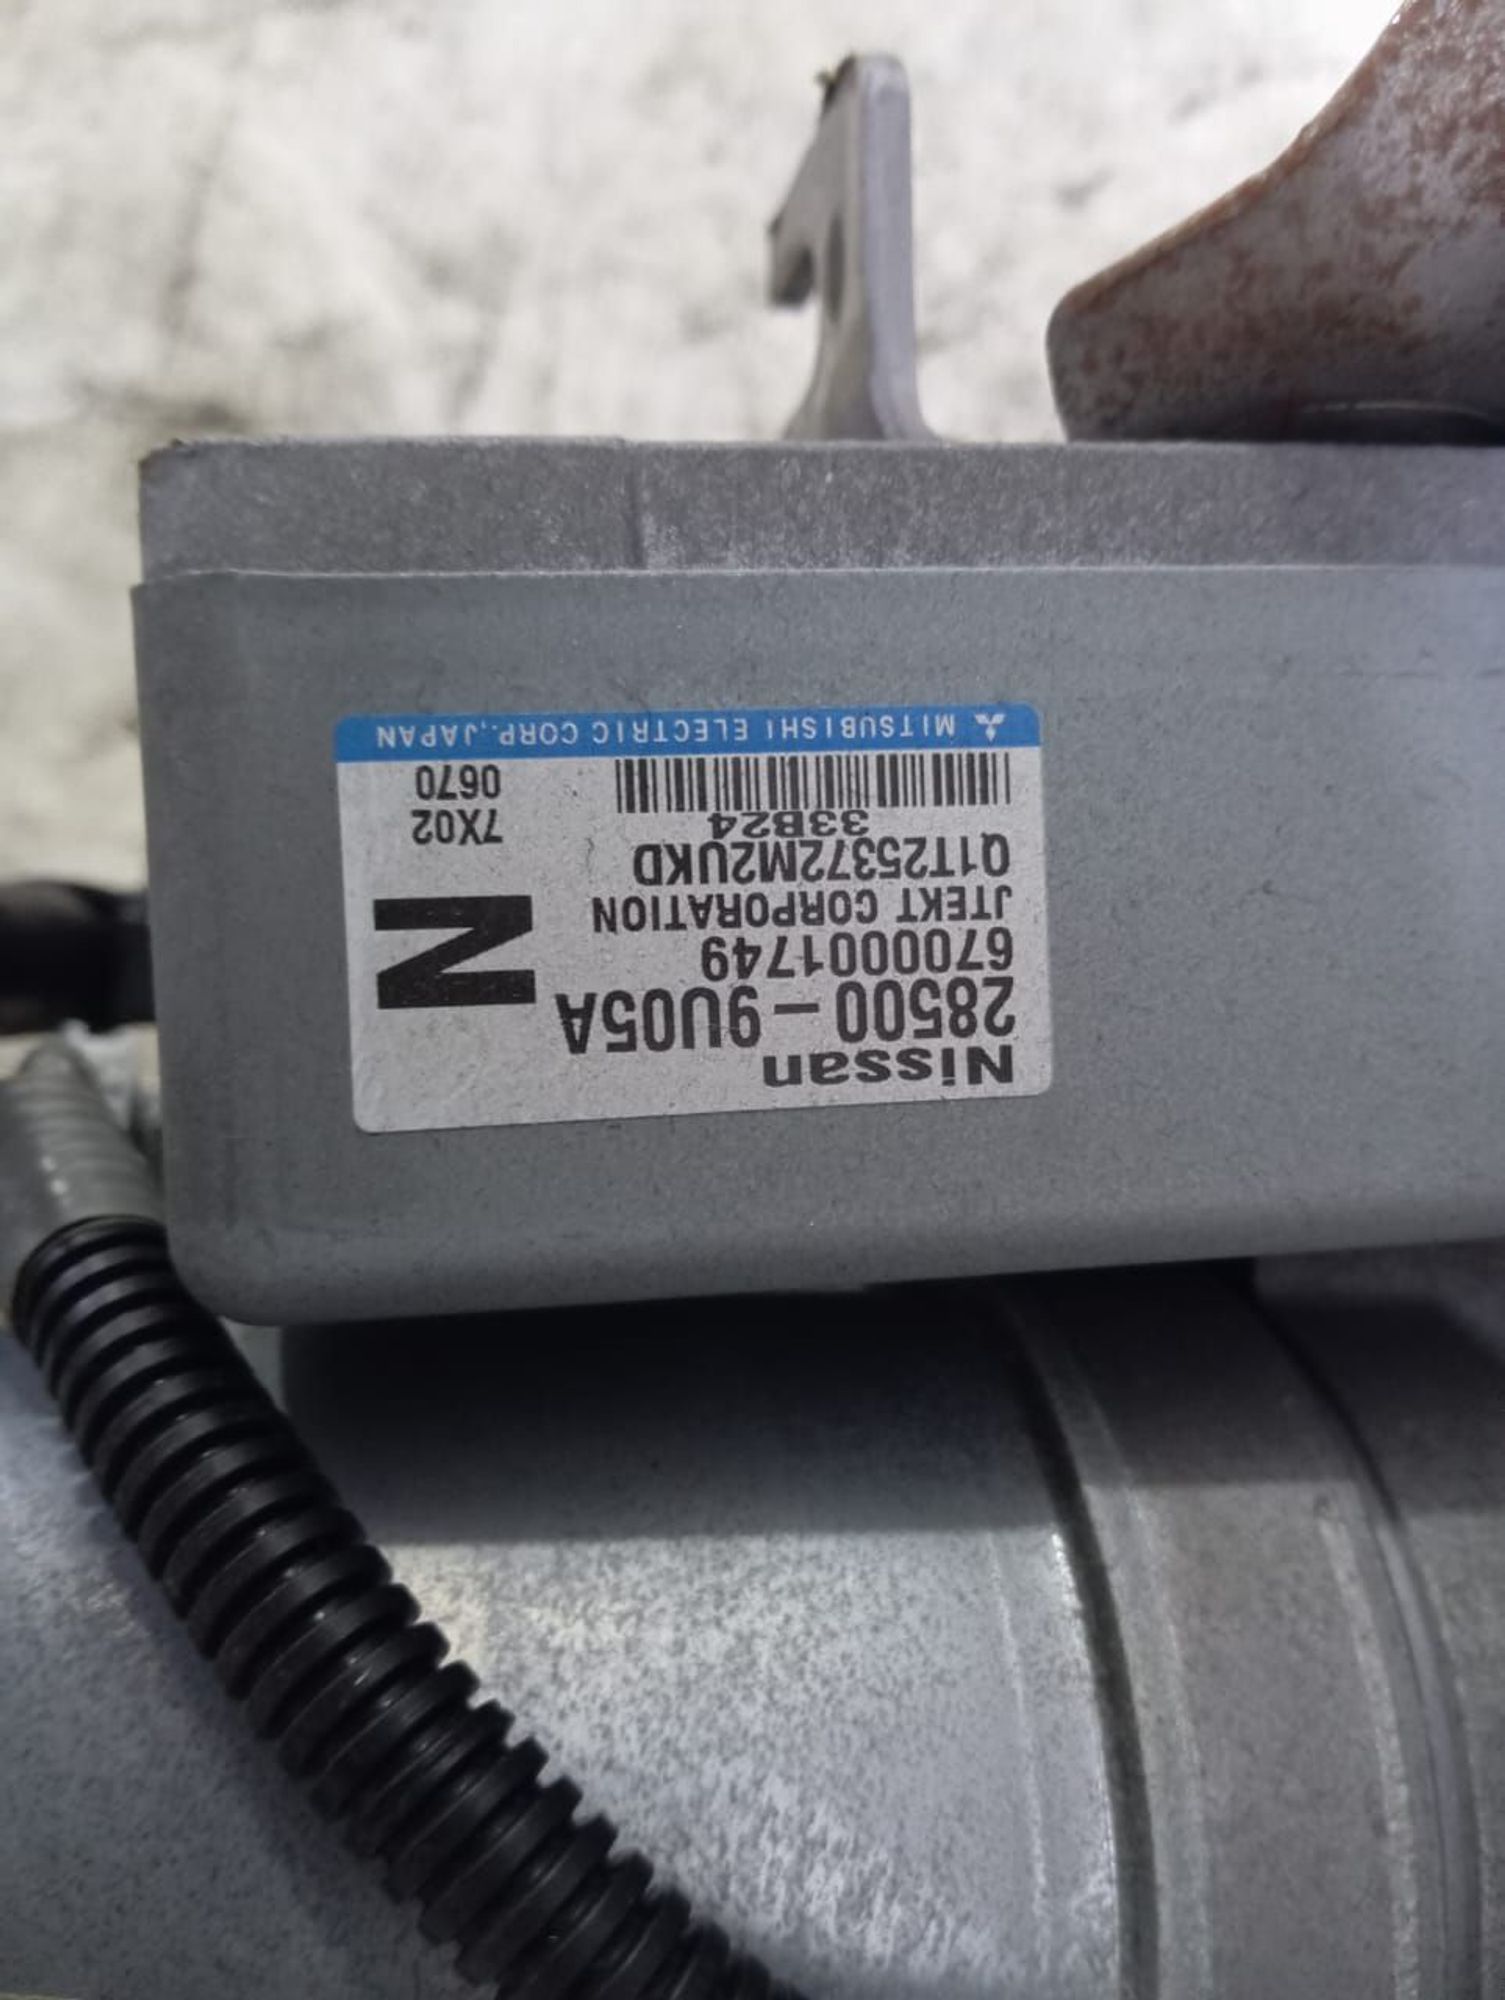 Nissan
28500-9U05A
6700001749
JTEKT CORPORATION
N
Q1T25372M2UKD
33B24
7X02
0670
MITSUBISHI ELECTRIC CORP.,JAPAN